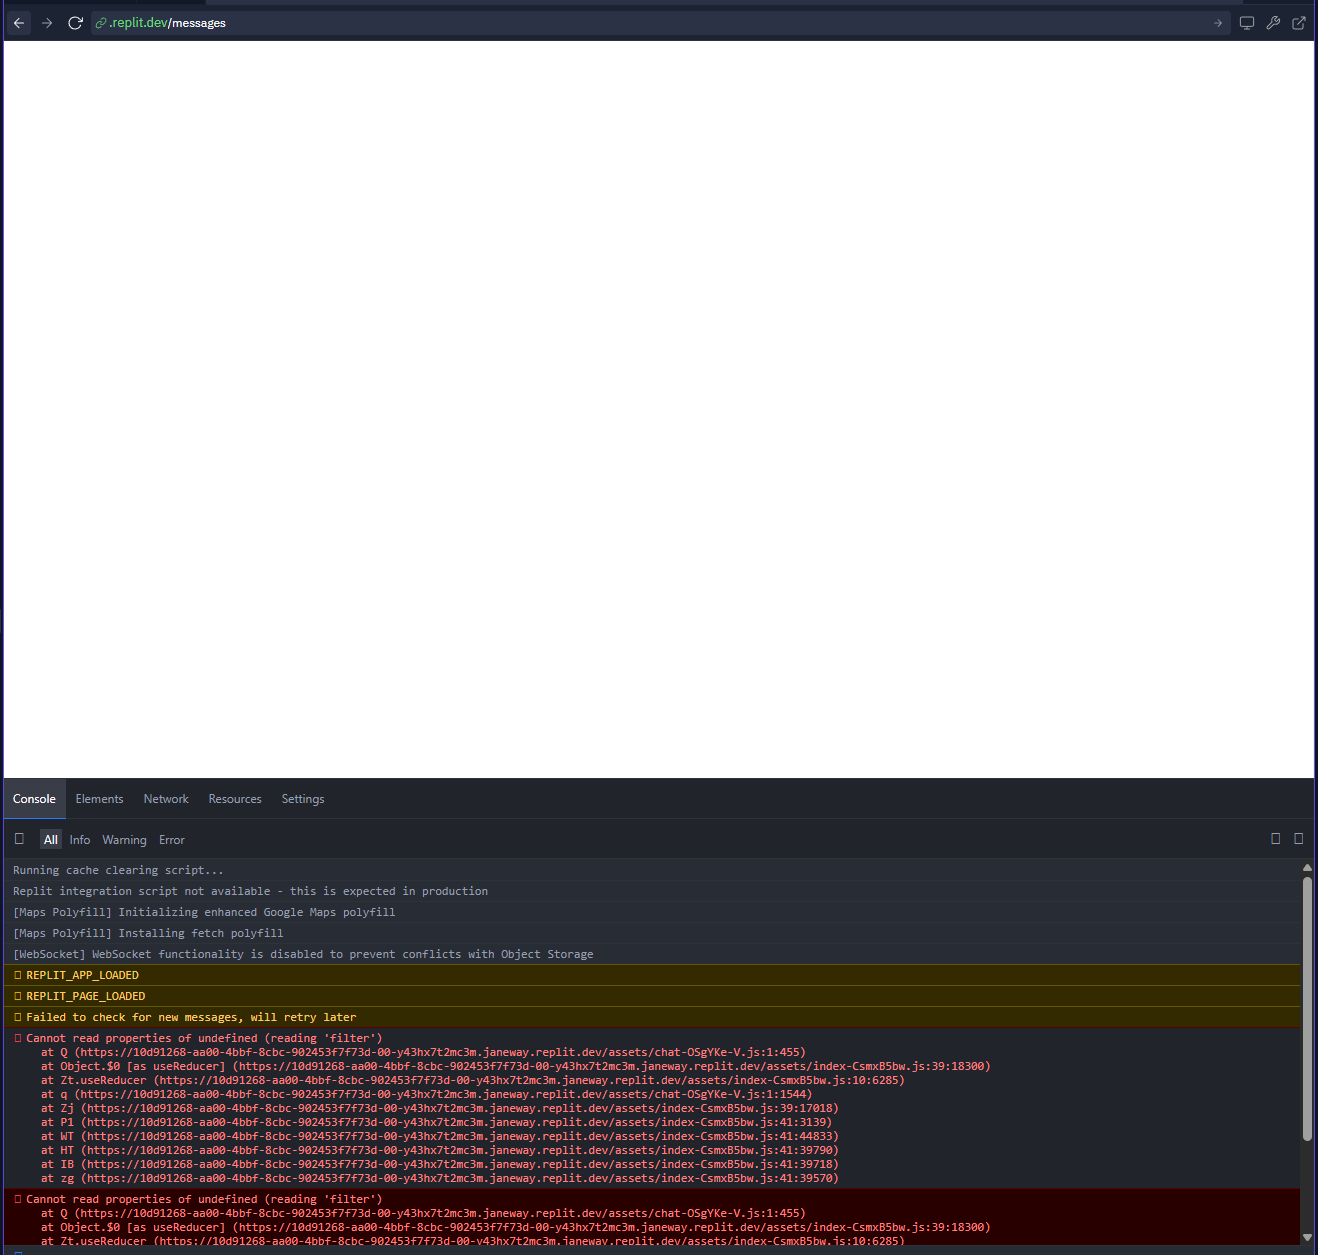 .replit.dev/messages
Console Elements Network Resources Settings
All Info Warning Error
Running cache clearing script...
Replit integration script not available - this is expected in production
[Maps Polyfill] Initializing enhanced Google Maps polyfill
[Maps Polyfill] Installing fetch polyfill
[WebSocket] WebSocket functionality is disabled to prevent conflicts with Object Storage
REPLIT_APP_LOADED
REPLIT_PAGE_LOADED
Failed to check for new messages, will retry later
Cannot read properties of undefined (reading 'filter')
at Q (https://10d91268-aa00-4bbf-8cbc-902453f7f73d-00-y43hx7t2mc3m.janeway.replit.dev/assets/chat-OSgYKe-V.js:1:455)
at Object.$0 [as useReducer] (https://10d91268-aa00-4bbf-8cbc-902453f7f73d-00-y43hx7t2mc3m.janeway.replit.dev/assets/index-CsmxB5bw.js:39:18300)
at Zt.useReducer (https://10d91268-aa00-4bbf-8cbc-902453f7f73d-00-y43hx7t2mc3m.janeway.replit.dev/assets/index-CsmxB5bw.js:10:6285)
at q (https://10d91268-aa00-4bbf-8cbc-902453f7f73d-00-y43hx7t2mc3m.janeway.replit.dev/assets/chat-OSgYKe-V.js:1:1544)
at Zj (https://10d91268-aa00-4bbf-8cbc-902453f7f73d-00-y43hx7t2mc3m.janeway.replit.dev/assets/index-CsmxB5bw.js:39:17018)
at P1 (https://10d91268-aa00-4bbf-8cbc-902453f7f73d-00-y43hx7t2mc3m.janeway.replit.dev/assets/index-CsmxB5bw.js:41:3139)
at WT (https://10d91268-aa00-4bbf-8cbc-902453f7f73d-00-y43hx7t2mc3m.janeway.replit.dev/assets/index-CsmxB5bw.js:41:44833)
at HT (https://10d91268-aa00-4bbf-8cbc-902453f7f73d-00-y43hx7t2mc3m.janeway.replit.dev/assets/index-CsmxB5bw.js:41:39790)
at IB (https://10d91268-aa00-4bbf-8cbc-902453f7f73d-00-y43hx7t2mc3m.janeway.replit.dev/assets/index-CsmxB5bw.js:41:39718)
at zg (https://10d91268-aa00-4bbf-8cbc-902453f7f73d-00-y43hx7t2mc3m.janeway.replit.dev/assets/index-CsmxB5bw.js:41:39570)
Cannot read properties of undefined (reading 'filter')
at Q (https://10d91268-aa00-4bbf-8cbc-902453f7f73d-00-y43hx7t2mc3m.janeway.replit.dev/assets/chat-OSgYKe-V.js:1:455)
at Object.$0 [as useReducer] (https://10d91268-aa00-4bbf-8cbc-902453f7f73d-00-y43hx7t2mc3m.janeway.replit.dev/assets/index-CsmxB5bw.js:39:18300)
at Zt.useReducer (https://10d91268-aa00-4bbf-8cbc-902453f7f73d-00-y43hx7t2mc3m.janeway.replit.dev/assets/index-CsmxB5bw.js:10:6285)